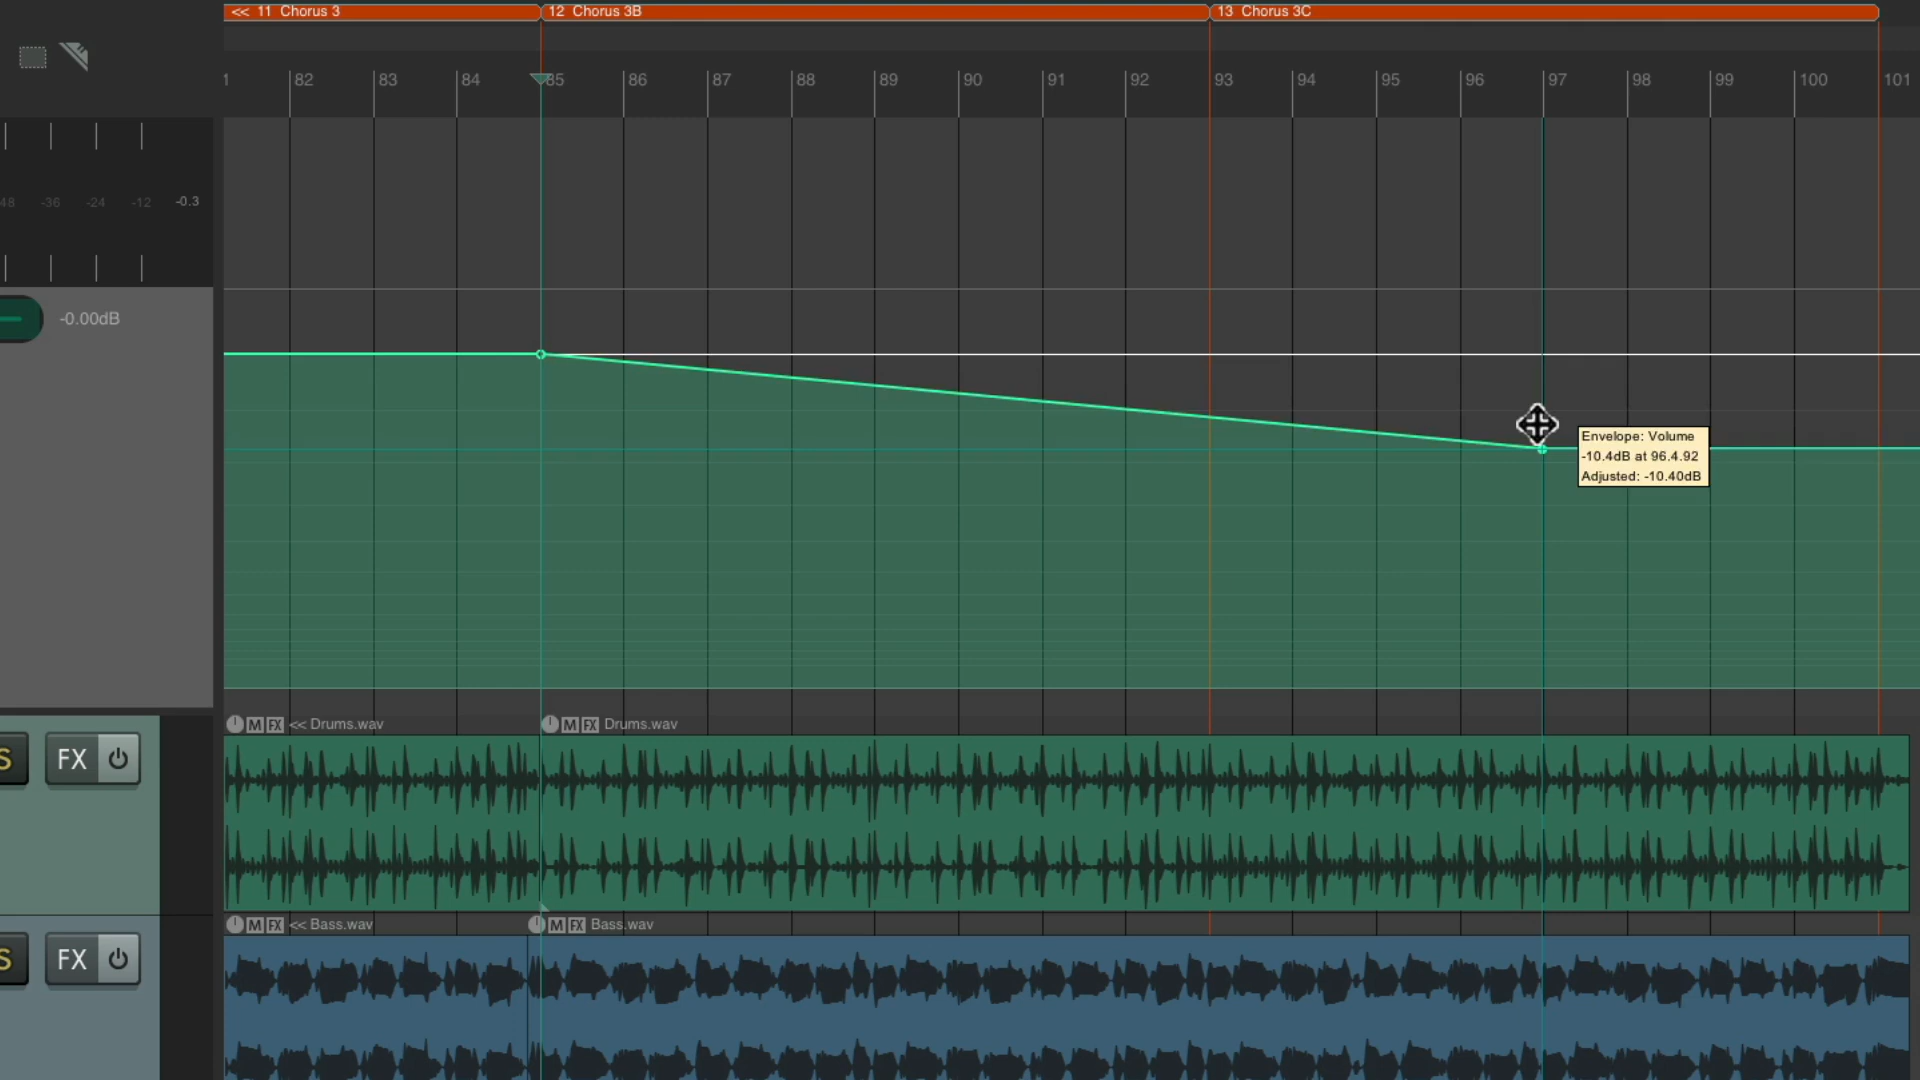 << 11 Chorus 3
12 Chorus 3B
13 Chorus 3C
1 82 83 84 85 86 87 88 89 90 91 92 93 94 95 96 97 98 99 100 101
48 -36 -24 -12 -0.3
-0.00dB
Envelope: Volume
-10.4dB at 96.4.92
Adjusted: -10.40dB
M FX << Drums.wav
M FX Drums.wav
S FX
M FX << Bass.wav
M FX Bass.wav
S FX